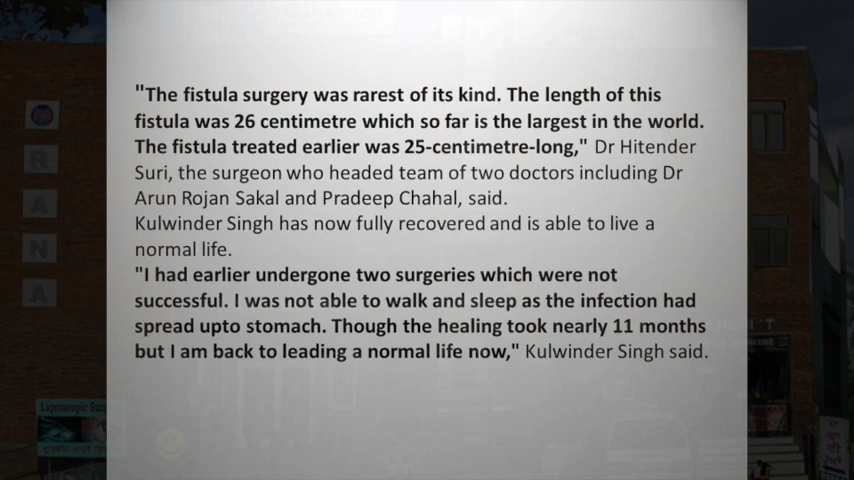 "The fistula surgery was rarest of its kind. The length of this
fistula was 26 centimetre which so far is the largest in the world.
The fistula treated earlier was 25-centimetre-long," Dr Hitender
Suri, the surgeon who headed team of two doctors including Dr
Arun Rojan Sakal and Pradeep Chahal, said.
Kulwinder Singh has now fully recovered and is able to live a
normal life.
"I had earlier undergone two surgeries which were not
successful. I was not able to walk and sleep as the infection had
spread upto stomach. Though the healing took nearly 11 months
but I am back to leading a normal life now," Kulwinder Singh said.
R
A
N
A
Laproscopic Sur